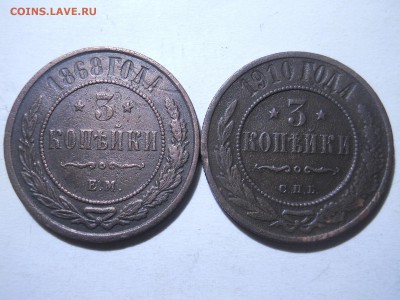 COINS.LAVE.RU
1868 ГОДА
* 3 *
КОПѢЙКИ
Е.М.
1910 ГОДА
* 3 *
КОПѢЙКИ
С.П.Б.